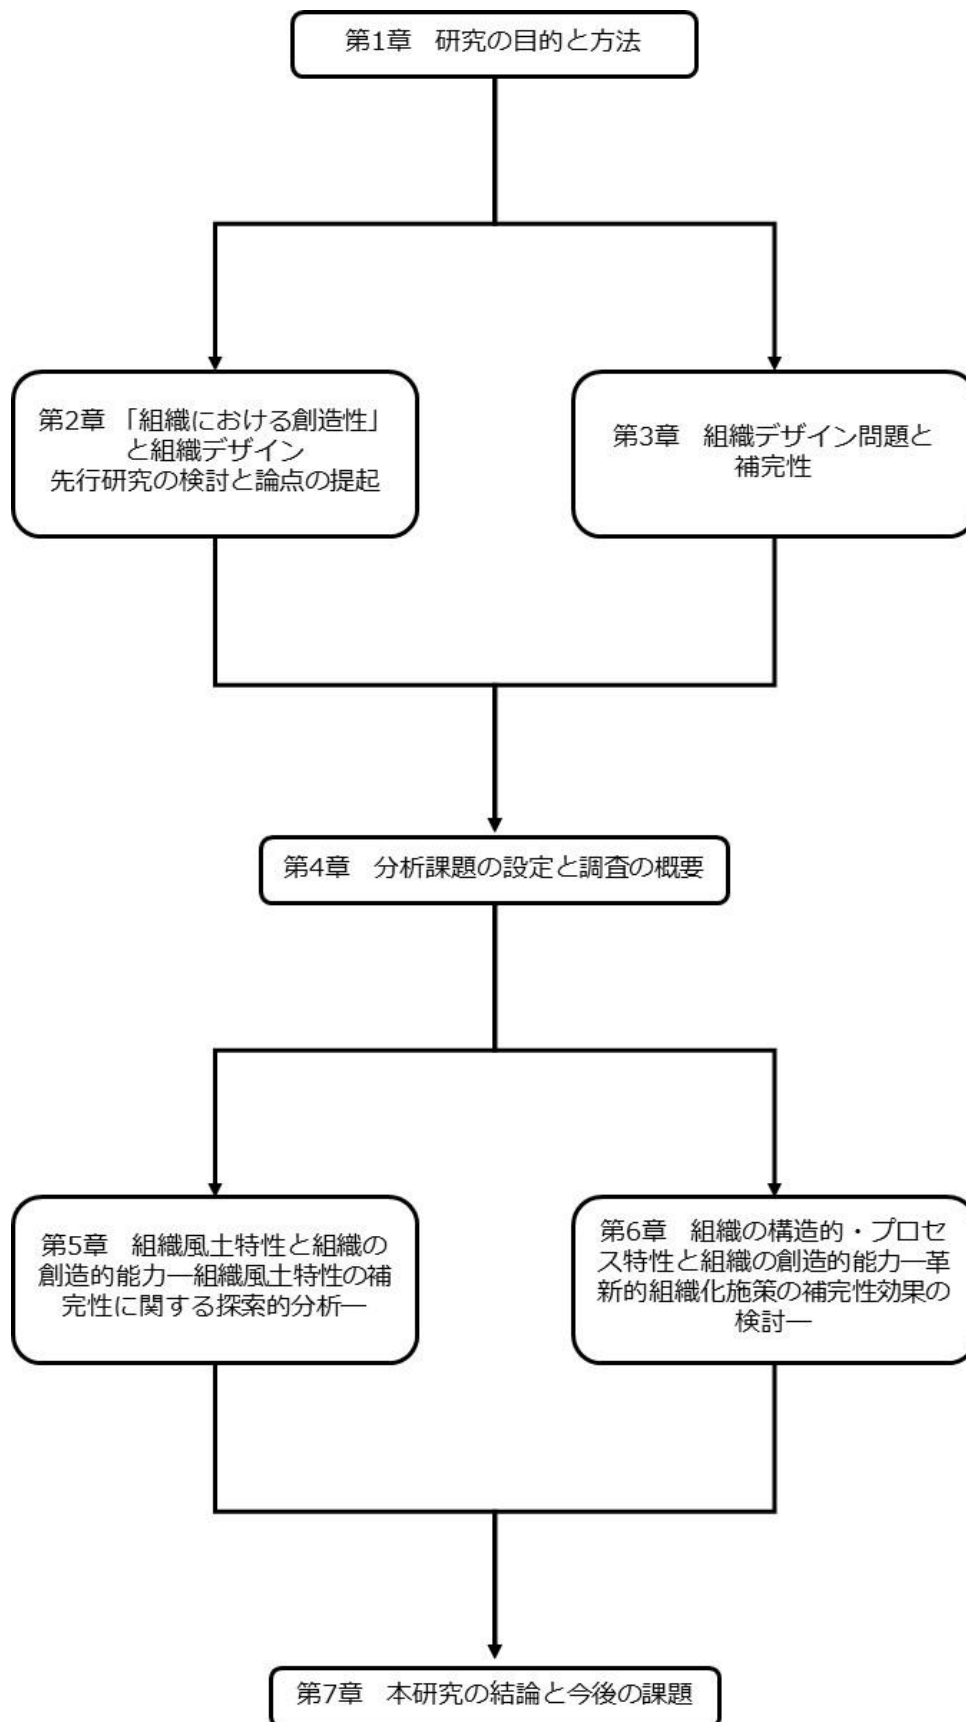 第1章　研究の目的と方法
第2章 「組織における創造性」
と組織デザイン
先行研究の検討と論点の提起
第3章　組織デザイン問題と
補完性
第4章　分析課題の設定と調査の概要
第5章　組織風土特性と組織の
創造的能力―組織風土特性の補
完性に関する探索的分析―
第6章　組織の構造的・プロセ
ス特性と組織の創造的能力―革
新的組織化施策の補完性効果の
検討―
第7章　本研究の結論と今後の課題